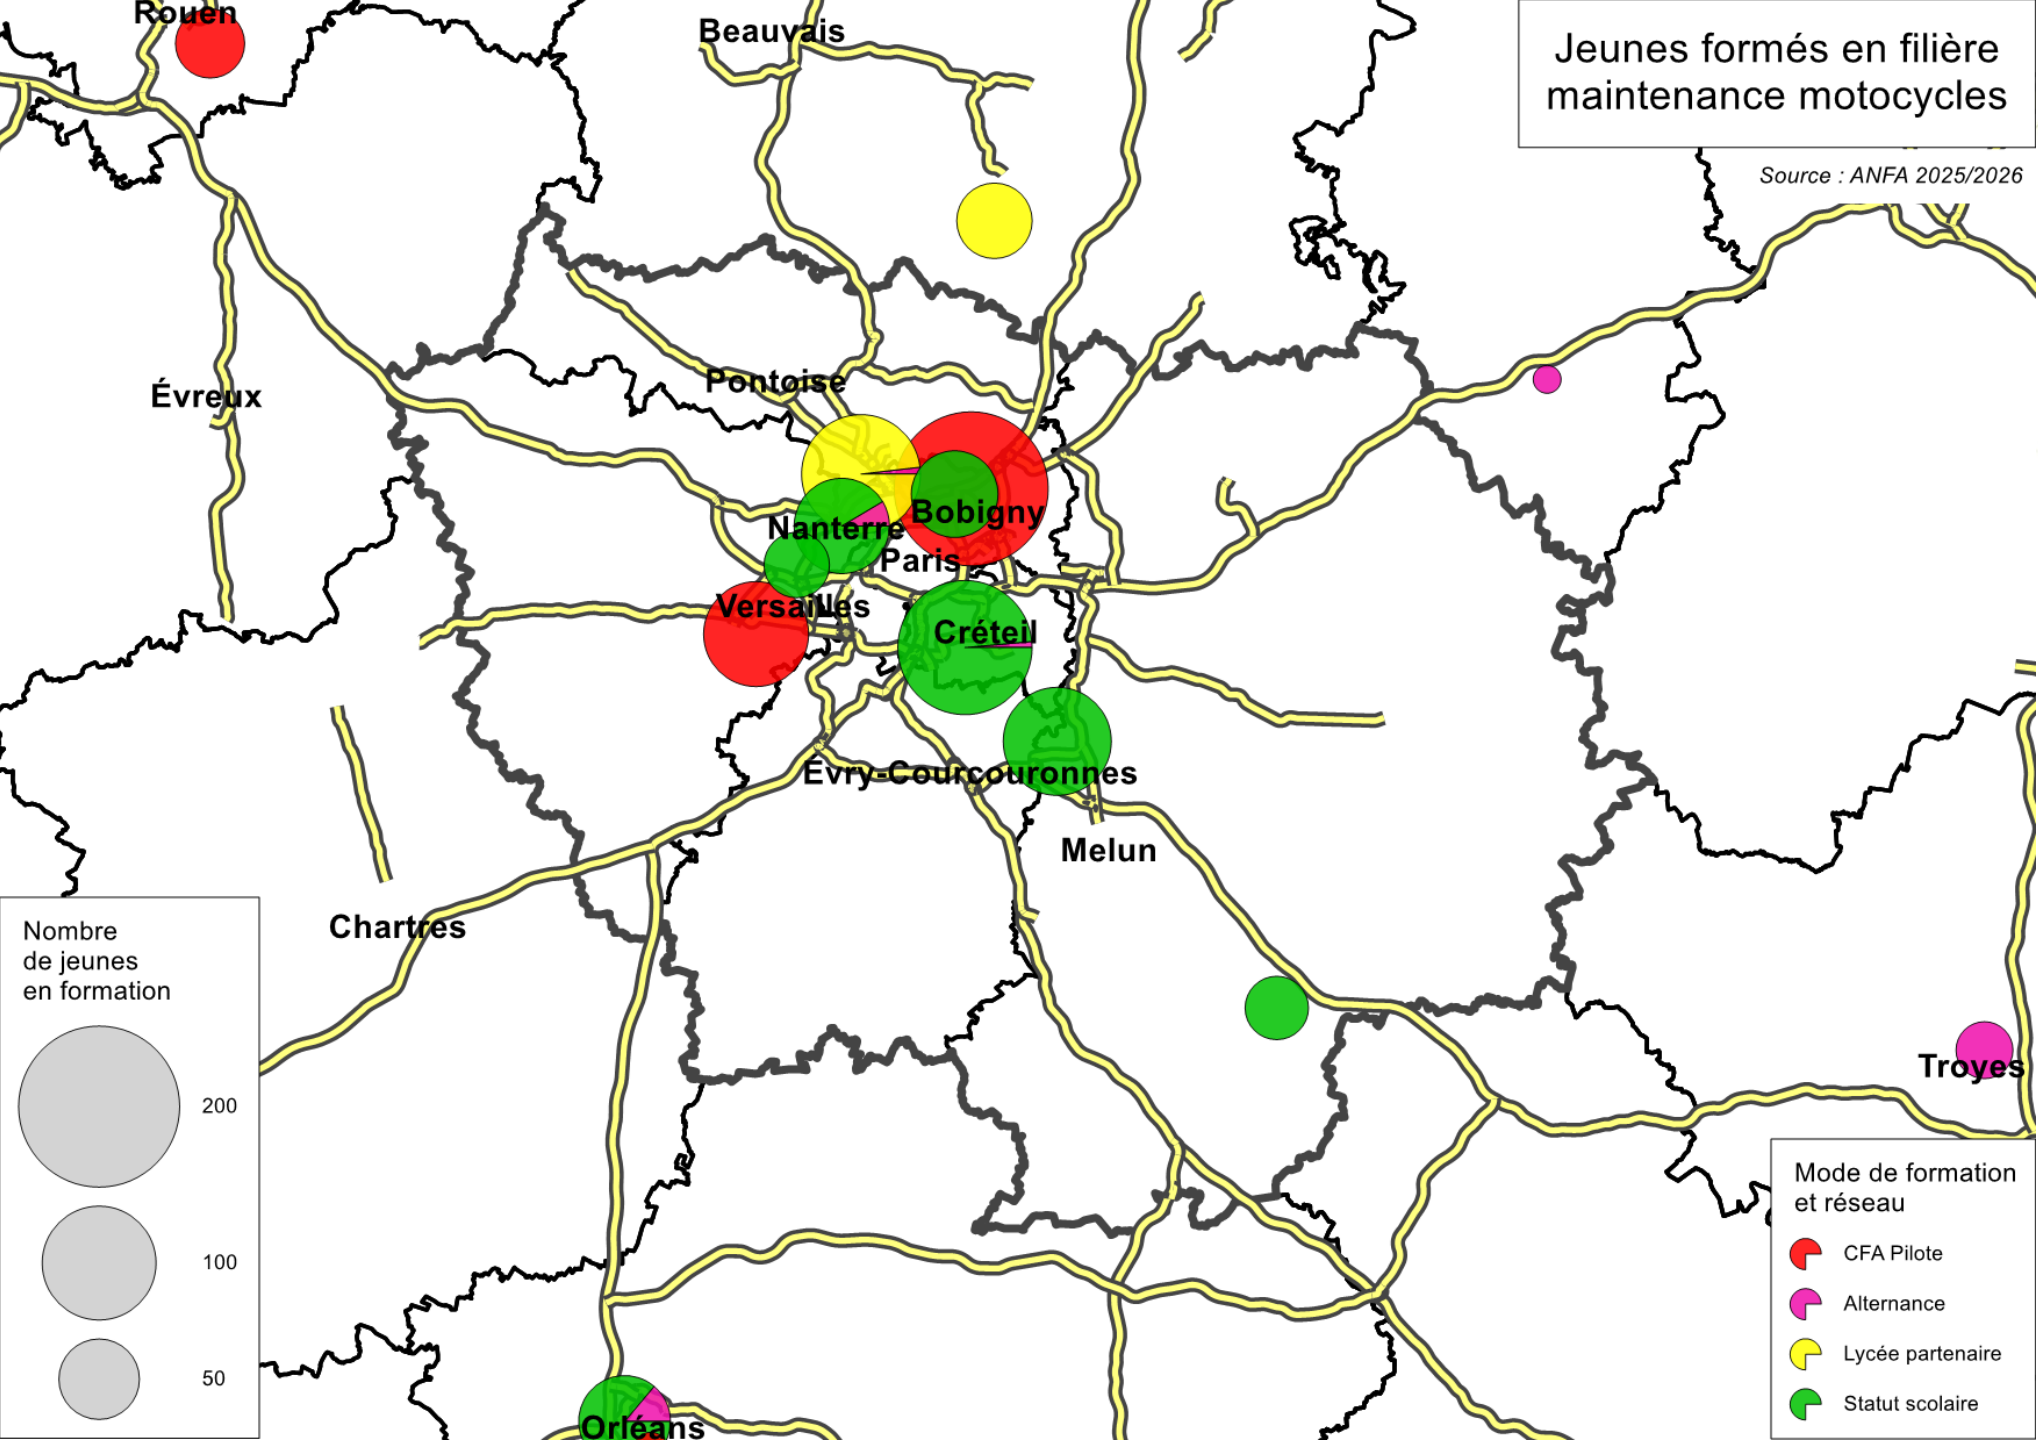 Rouen
Beauvais
Jeunes formés en filière
maintenance motocycles
Source : ANFA 2025/2026
Pontoise
Évreux
Bobigny
Nanterre
Paris
Versailles
Créteil
Évry-Courcouronnes
Melun
Chartres
Troyes
Orléans
Nombre
de jeunes
en formation
200
100
50
Mode de formation
et réseau
CFA Pilote
Alternance
Lycée partenaire
Statut scolaire